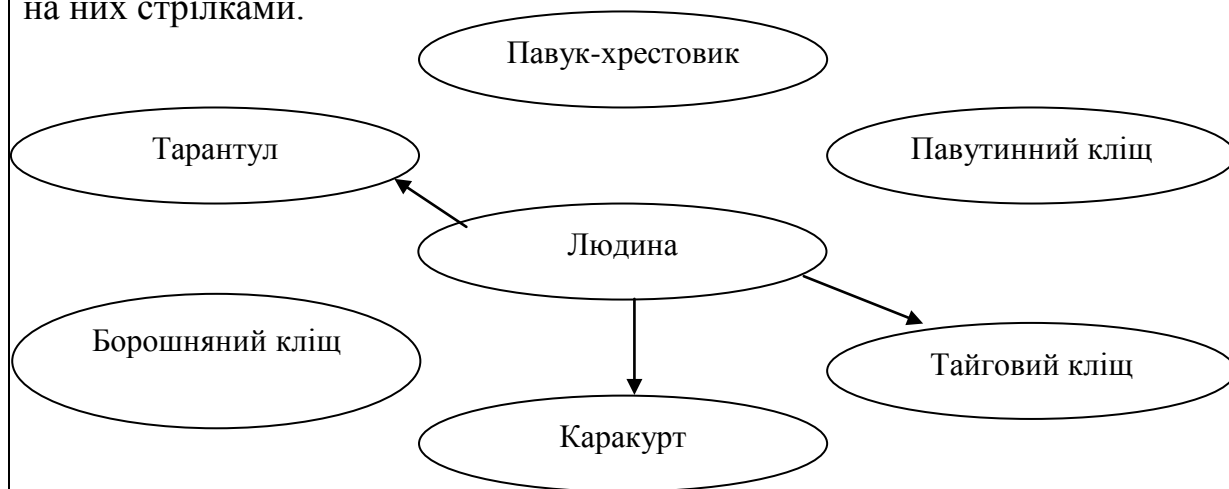 на них стрілками.
Павук-хрестовик
Тарантул
Павутинний кліщ
Людина
Борошняний кліщ
Тайговий кліщ
Каракурт